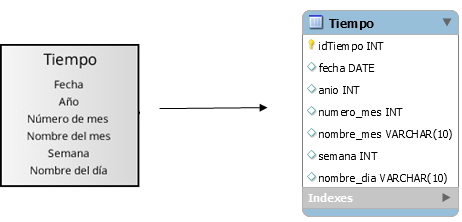 Tiempo
Fecha
Año
Número de mes
Nombre del mes
Semana
Nombre del día
Tiempo
idTiempo INT
fecha DATE
anio INT
numero_mes INT
nombre_mes VARCHAR(10)
semana INT
nombre_dia VARCHAR(10)
Indexes